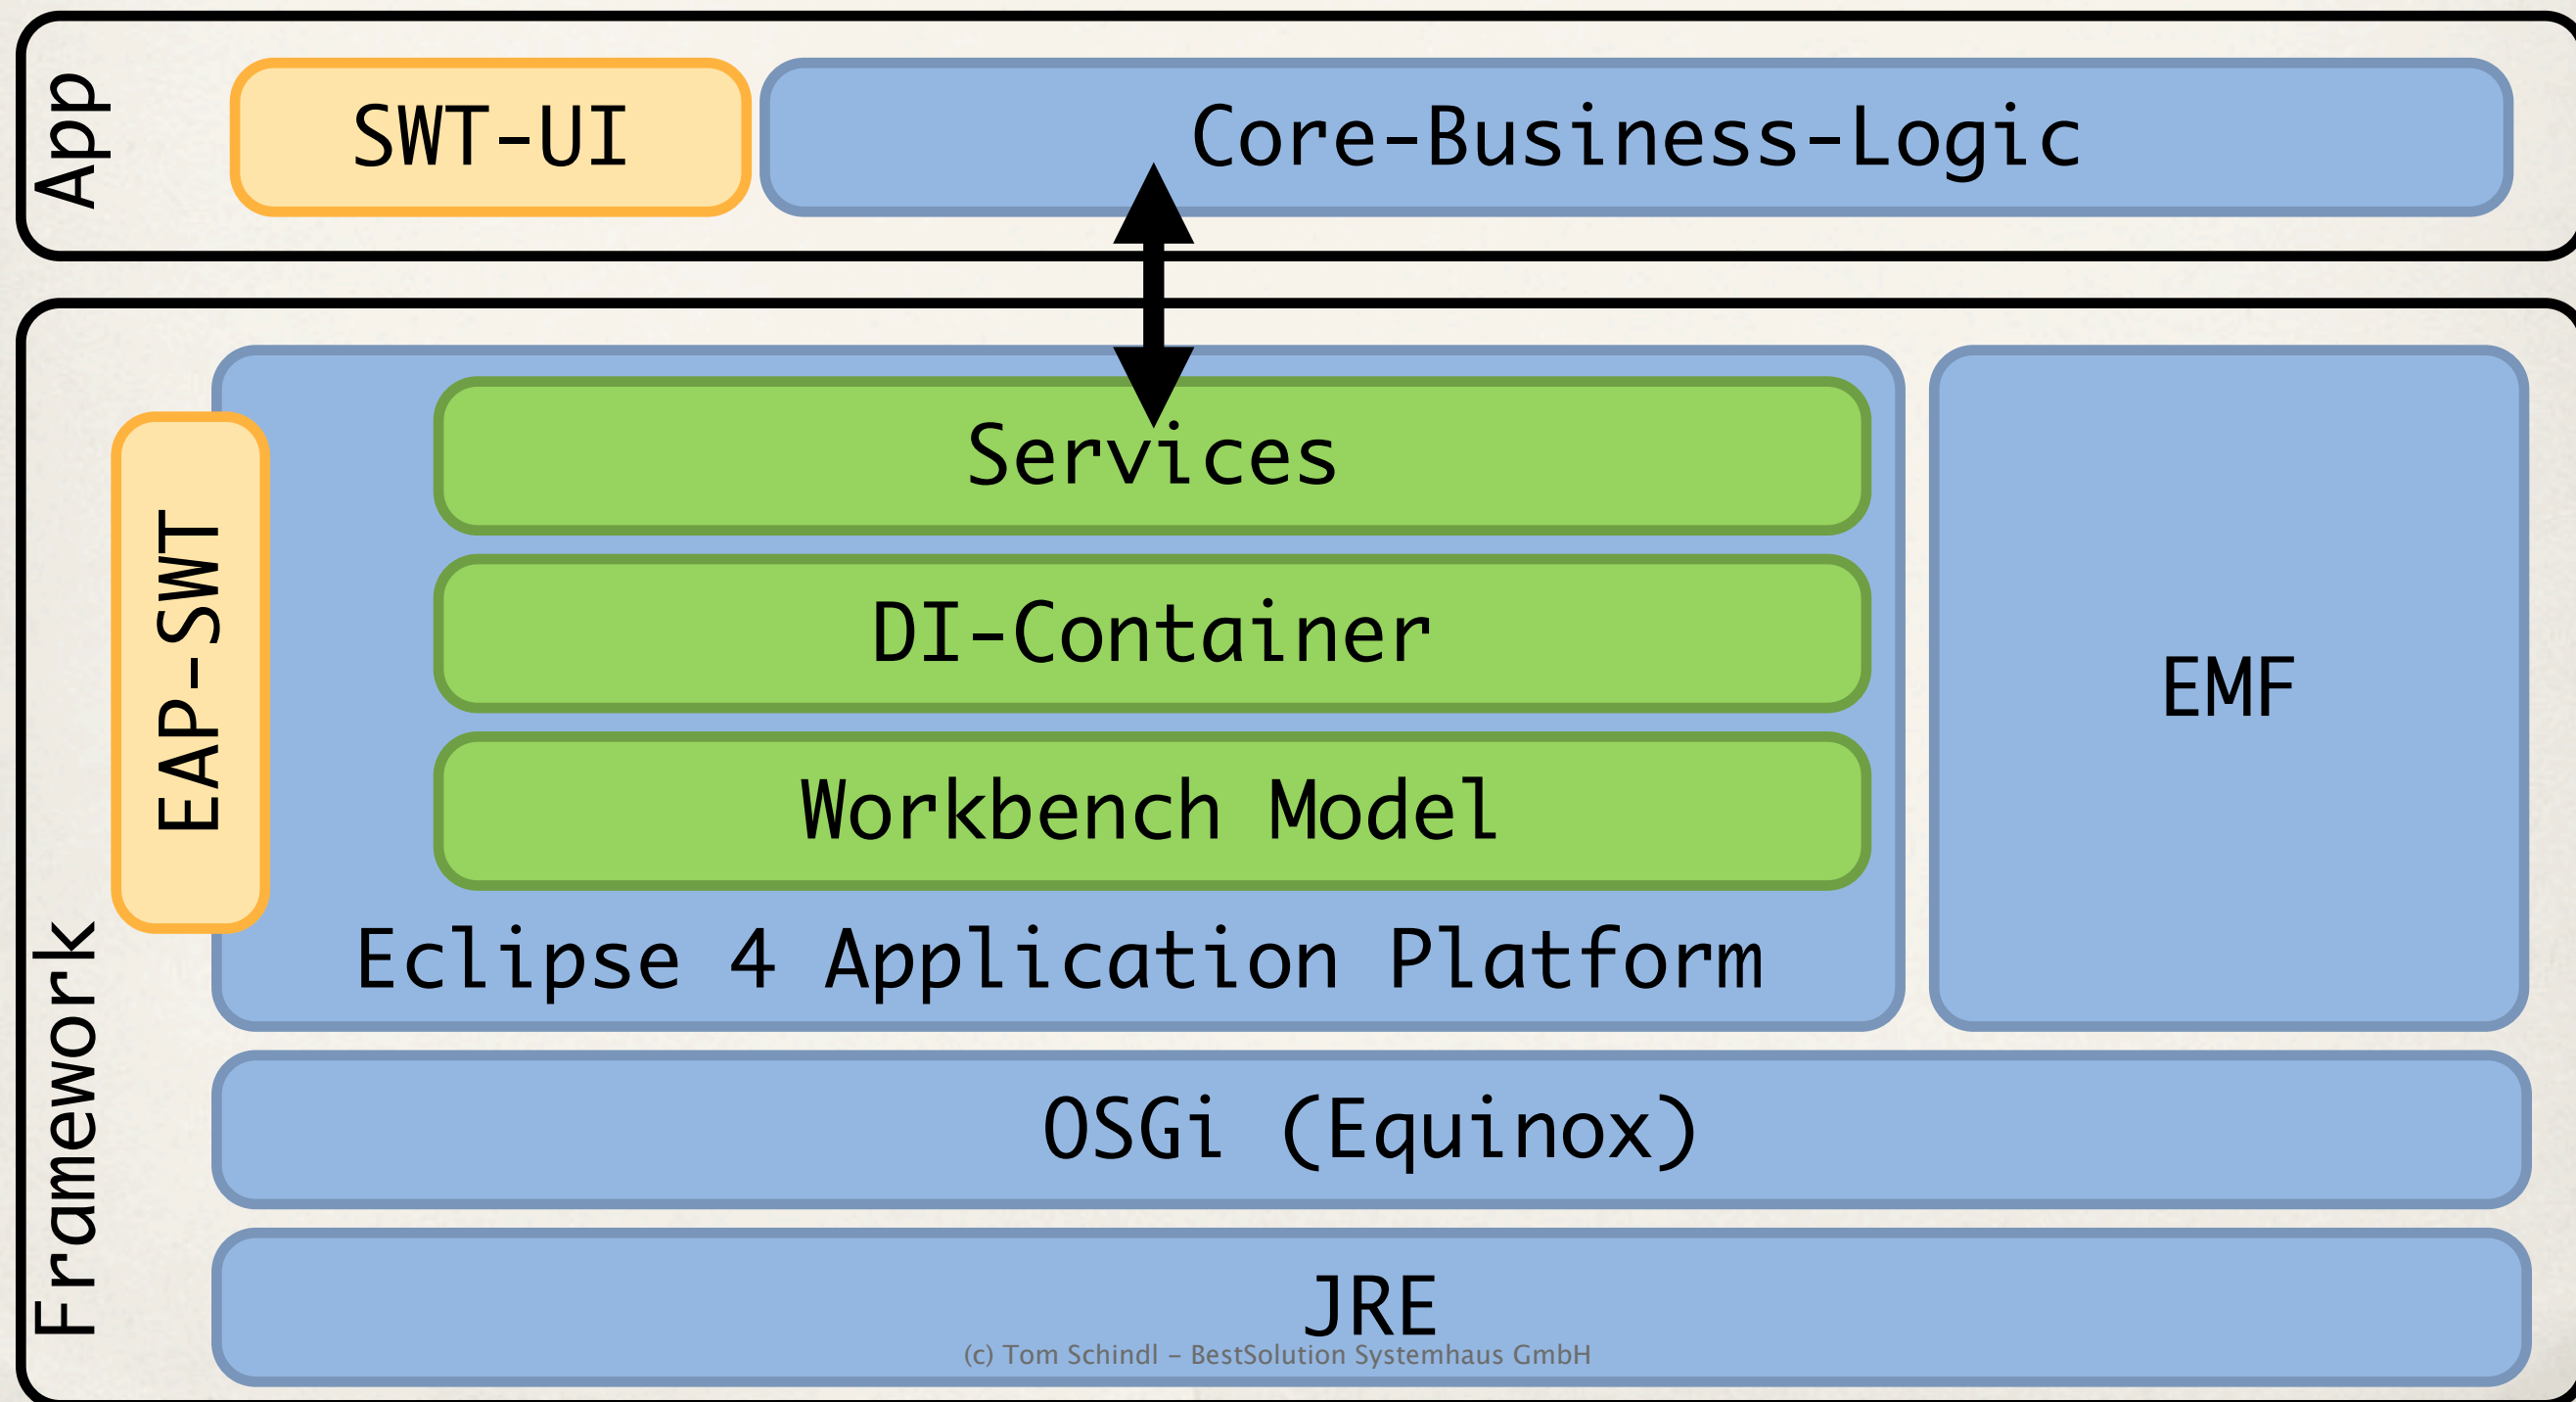 App
SWT-UI
Core-Business-Logic
Framework
EAP-SWT
Services
DI-Container
Workbench Model
Eclipse 4 Application Platform
EMF
OSGi (Equinox)
JRE
(c) Tom Schindl - BestSolution Systemhaus GmbH